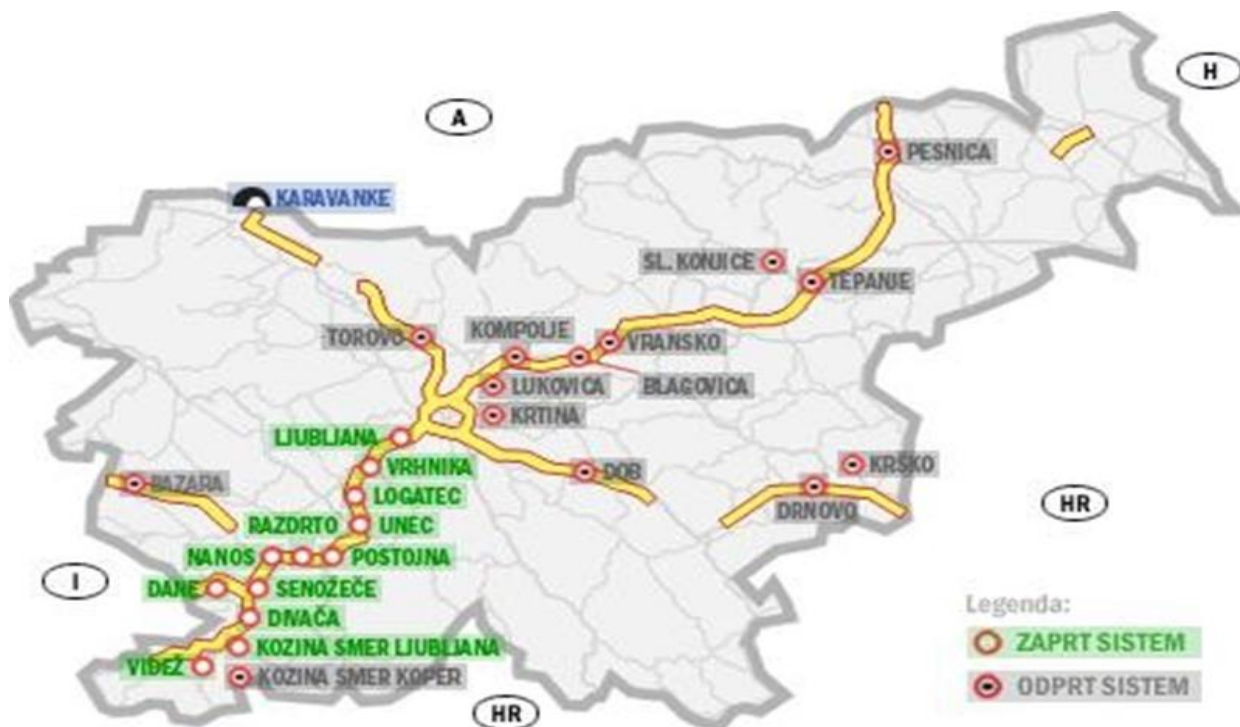 H
A
PESNICA
KARAVANKE
SL. KONJICE
TEPANJE
TOROVO
KOMPOLJE
VRANSKO
LUKOVICA
BLAGOVICA
KRTINA
LJUBLJANA
VRHNIKA
DOB
KRŠKO
BAZARA
LOGATEC
DRNOVO
HR
RAZDRTO
UNEC
NANOS
POSTOJNA
I
DANE
SENOŽEČE
DIVAČA
Legenda:
KOZINA SMER LJUBLJANA
ZAPRT SISTEM
VIDEŽ
KOZINA SMER KOPER
ODPRT SISTEM
HR